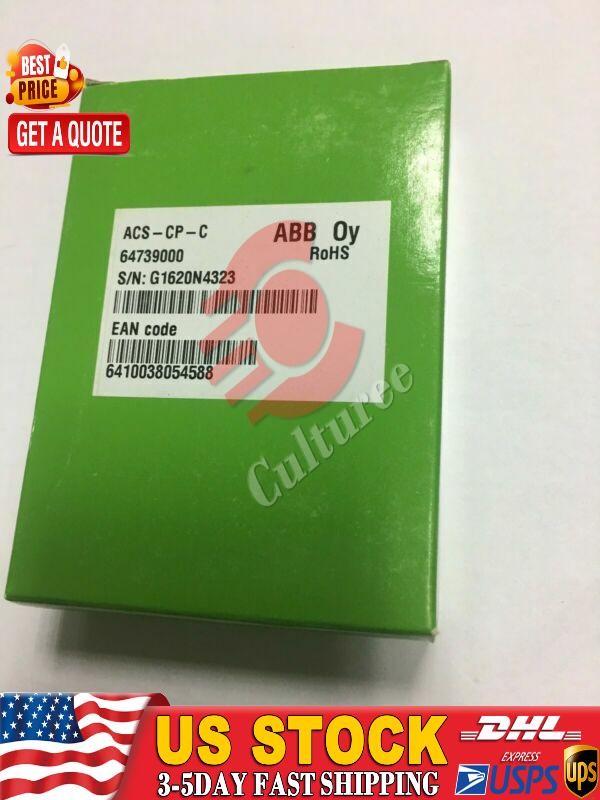 BEST
PRICE
GET A QUOTE
ACS-CP-C
ABB Oy
64739000
RoHS
S/N: G1620N4323
EAN code
6410038054588
Culturee
US STOCK
3-5DAY FAST SHIPPING
DHL
EXPRESS
USPS
ups